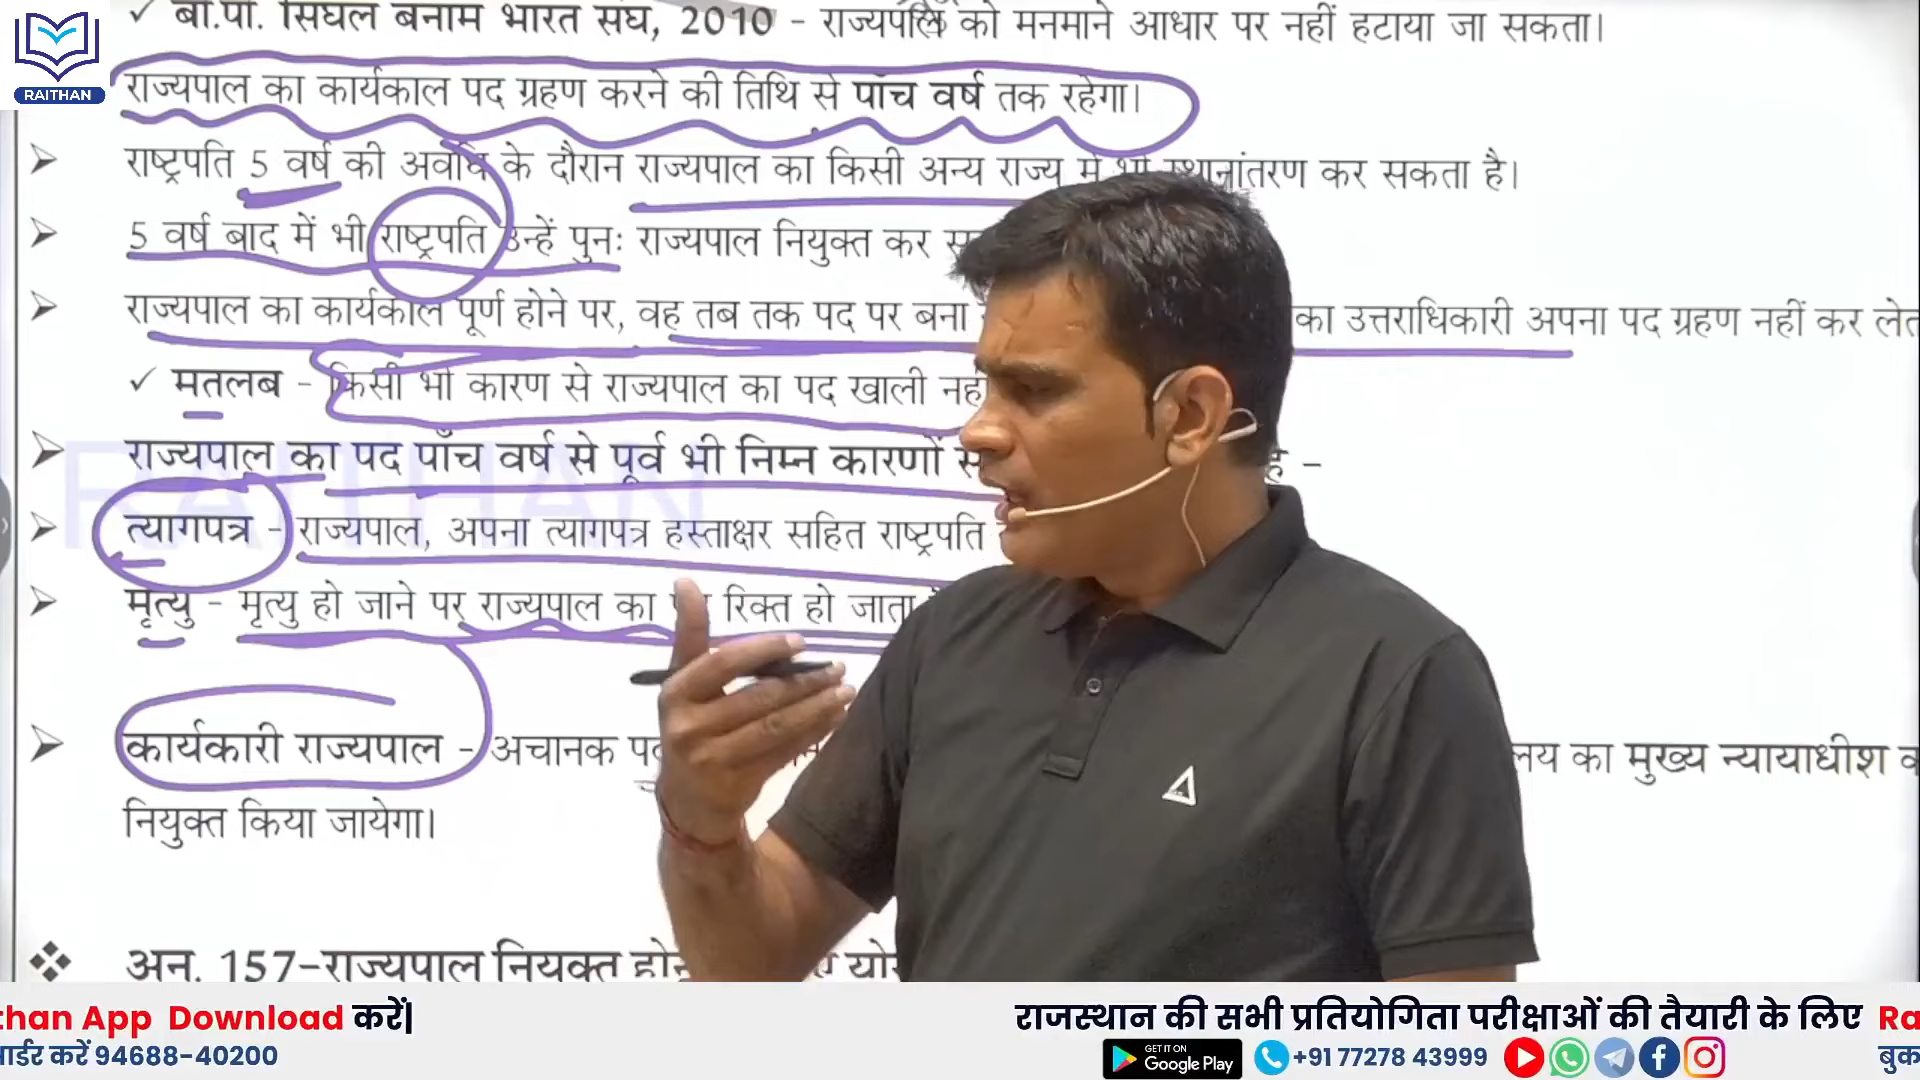 RAITHAN
✓ बी.पी. सिंघल बनाम भारत संघ, 2010 - राज्यपाल को मनमाने आधार पर नहीं हटाया जा सकता।
राज्यपाल का कार्यकाल पद ग्रहण करने की तिथि से पाँच वर्ष तक रहेगा।
➢ राष्ट्रपति 5 वर्ष की अवधि के दौरान राज्यपाल का किसी अन्य राज्य में भी स्थानांतरण कर सकता है।
➢ 5 वर्ष बाद में भी राष्ट्रपति उन्हें पुनः राज्यपाल नियुक्त कर
➢ राज्यपाल का कार्यकाल पूर्ण होने पर, वह तब तक पद पर बना का उत्तराधिकारी अपना पद ग्रहण नहीं कर
✓ मतलब - किसी भी कारण से राज्यपाल का पद खाली
➢ राज्यपाल का पद पाँच वर्ष से पूर्व भी निम्न कारणों –
➢ त्यागपत्र - राज्यपाल, अपना त्यागपत्र हस्ताक्षर सहित राष्ट्रपति
➢ मृत्यु - मृत्यु हो जाने पर राज्यपाल का रिक्त हो जाता
➢ कार्यकारी राज्यपाल - अचानक का मुख्य न्यायाधीश
नियुक्त किया जायेगा।
❖ अनु. 157–राज्यपाल नियुक्त
RAITHAN
App Download करें|
करें 94688-40200
राजस्थान की सभी प्रतियोगिता परीक्षाओं की तैयारी के लिए
GET IT ON
Google Play
+91 77278 43999